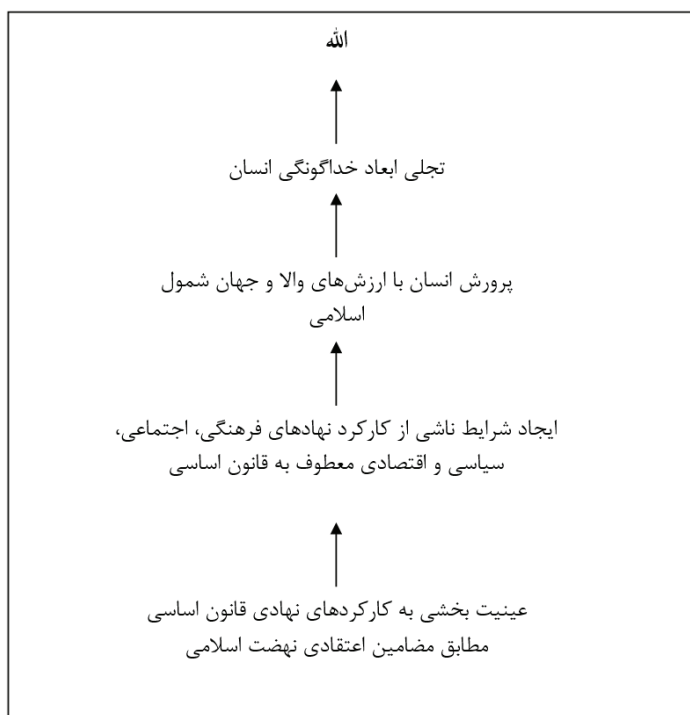 الله
تجلی ابعاد خداگونگی انسان
پرورش انسان با ارزش‌های والا و جهان شمول
اسلامی
ایجاد شرایط ناشی از کارکرد نهادهای فرهنگی، اجتماعی،
سیاسی و اقتصادی معطوف به قانون اساسی
عینیت بخشی به کارکردهای نهادی قانون اساسی
مطابق مضامین اعتقادی نهضت اسلامی